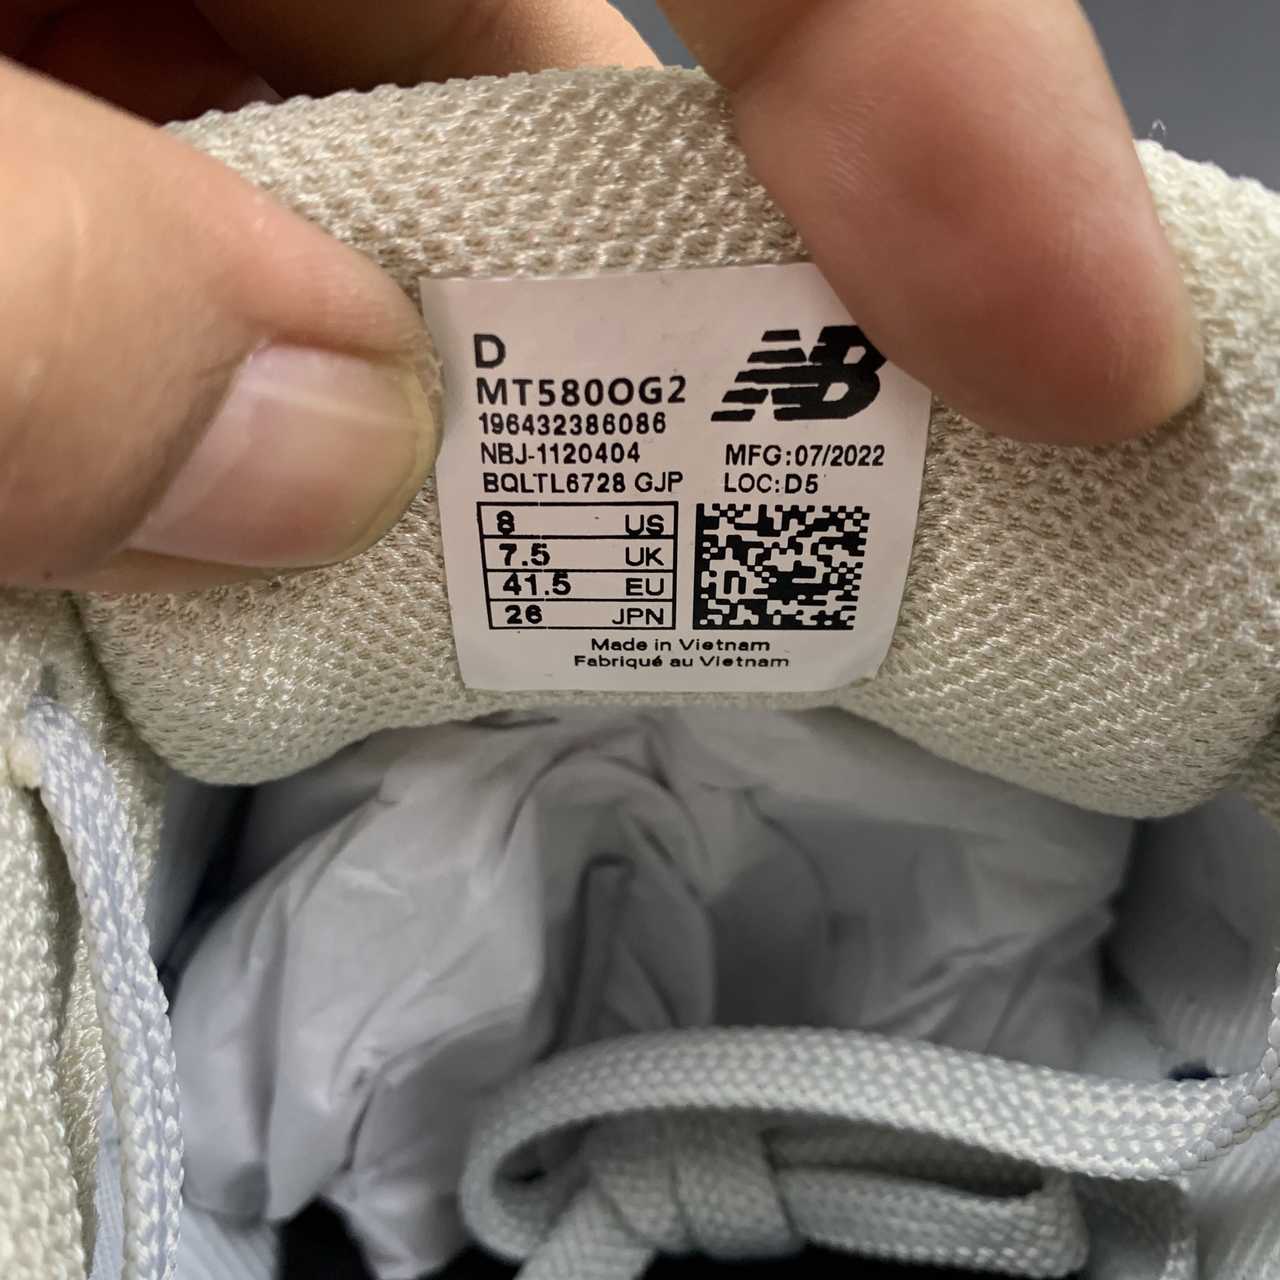 D
NB
MT580OG2
196432386086
NBJ-1120404
MFG:07/2022
BQLTL6728 GJP
LOC:D5
8 US
7.5 UK
41.5 EU
26 JPN
Made in Vietnam
Fabriqué au Vietnam